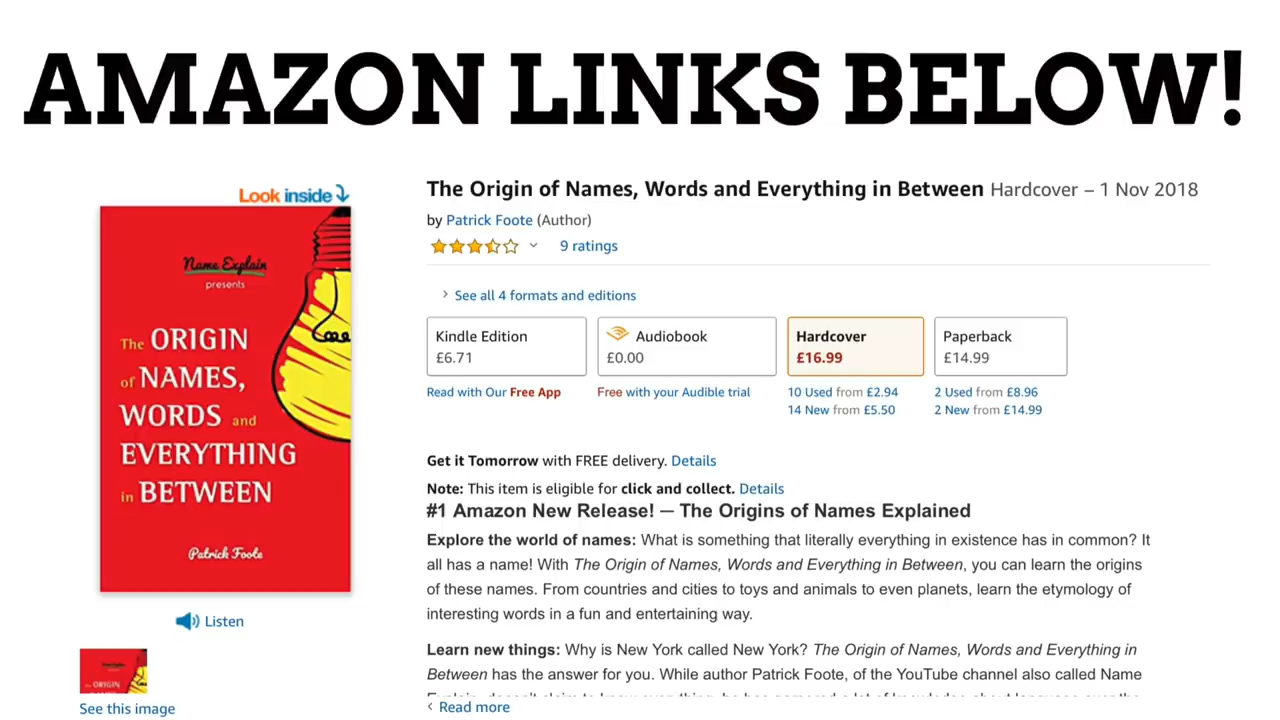 AMAZON LINKS BELOW!
Look inside
Name Explain
presents
The ORIGIN
of NAMES,
WORDS and
EVERYTHING
in BETWEEN
Patrick Foote
Listen
See this image
The Origin of Names, Words and Everything in Between Hardcover – 1 Nov 2018
by Patrick Foote (Author)
9 ratings
See all 4 formats and editions
Kindle Edition
£6.71
Read with Our Free App
Audiobook
£0.00
Free with your Audible trial
Hardcover
£16.99
10 Used from £2.94
14 New from £5.50
Paperback
£14.99
2 Used from £8.96
2 New from £14.99
Get it Tomorrow with FREE delivery. Details
Note: This item is eligible for click and collect. Details
#1 Amazon New Release! — The Origins of Names Explained
Explore the world of names: What is something that literally everything in existence has in common? It
all has a name! With The Origin of Names, Words and Everything in Between, you can learn the origins
of these names. From countries and cities to toys and animals to even planets, learn the etymology of
interesting words in a fun and entertaining way.
Learn new things: Why is New York called New York? The Origin of Names, Words and Everything in
Between has the answer for you. While author Patrick Foote, of the YouTube channel also called Name
Read more